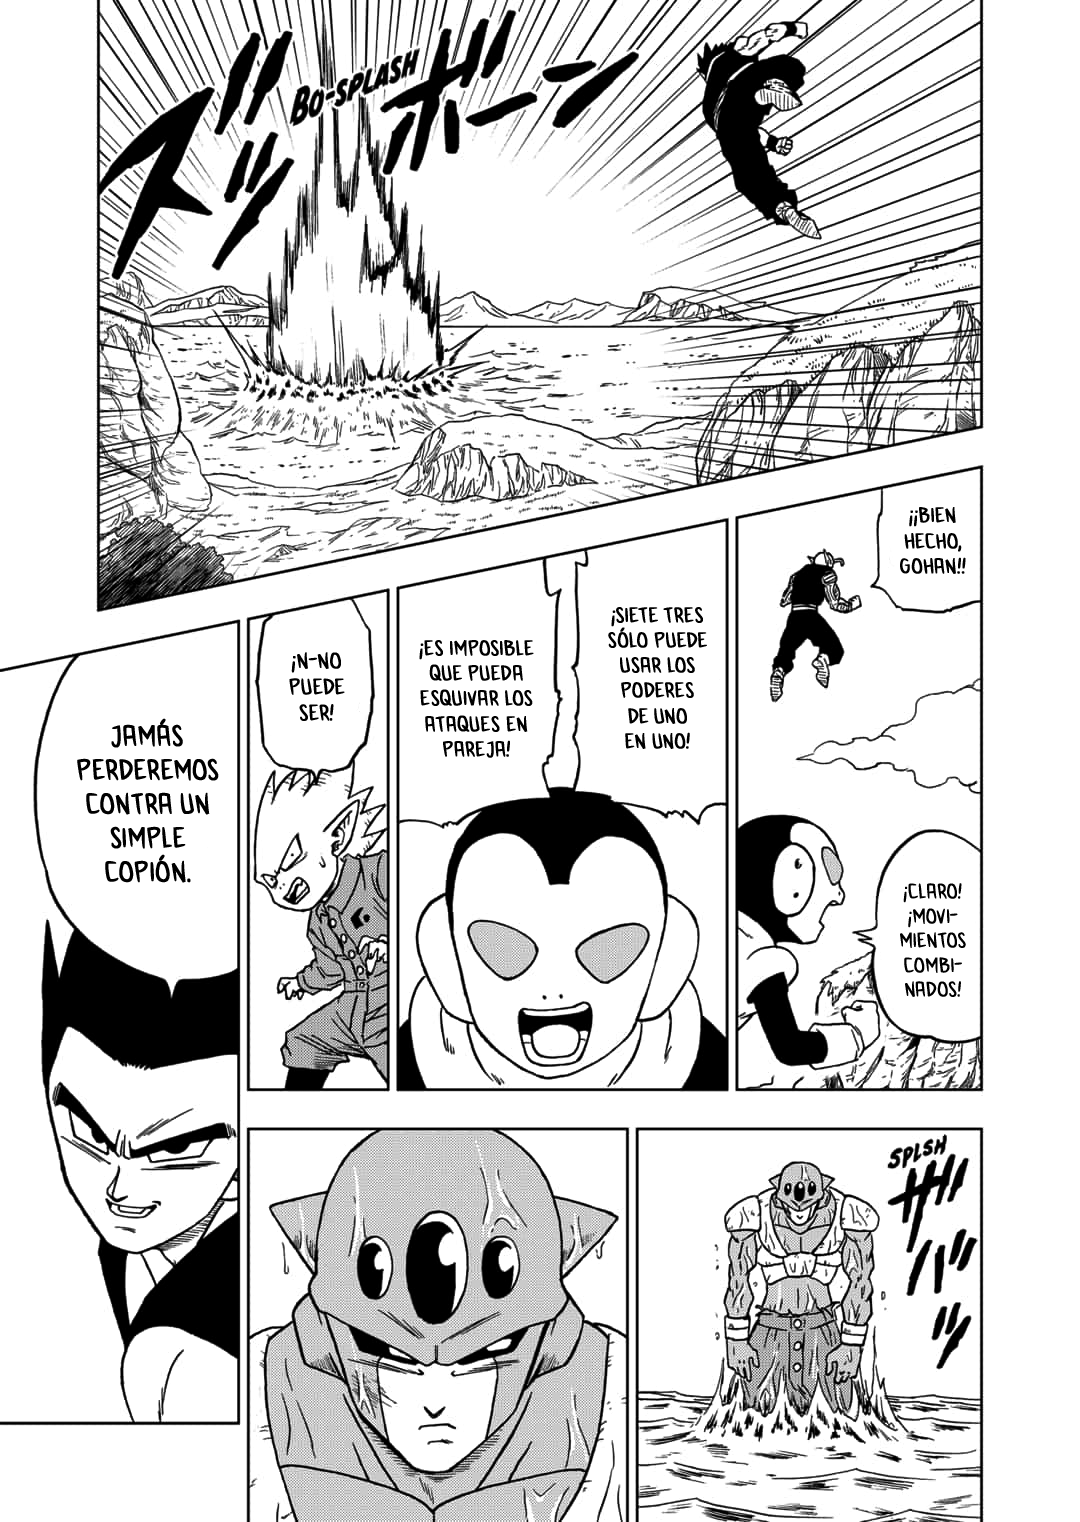 ズッ
ボーン
BO-SPLASH
¡¡BIEN
HECHO,
GOHAN!!
¡CLARO!
¡MOVI-
MIENTOS
COMBI-
NADOS!
¡SIETE TRES
SÓLO PUEDE
USAR LOS
PODERES
DE UNO
EN UNO!
¡ES IMPOSIBLE
QUE PUEDA
ESQUIVAR LOS
ATAQUES EN
PAREJA!
¡N-NO
PUEDE
SER!
JAMÁS
PERDEREMOS
CONTRA UN
SIMPLE
COPIÓN.
SPLSH
ザバッ